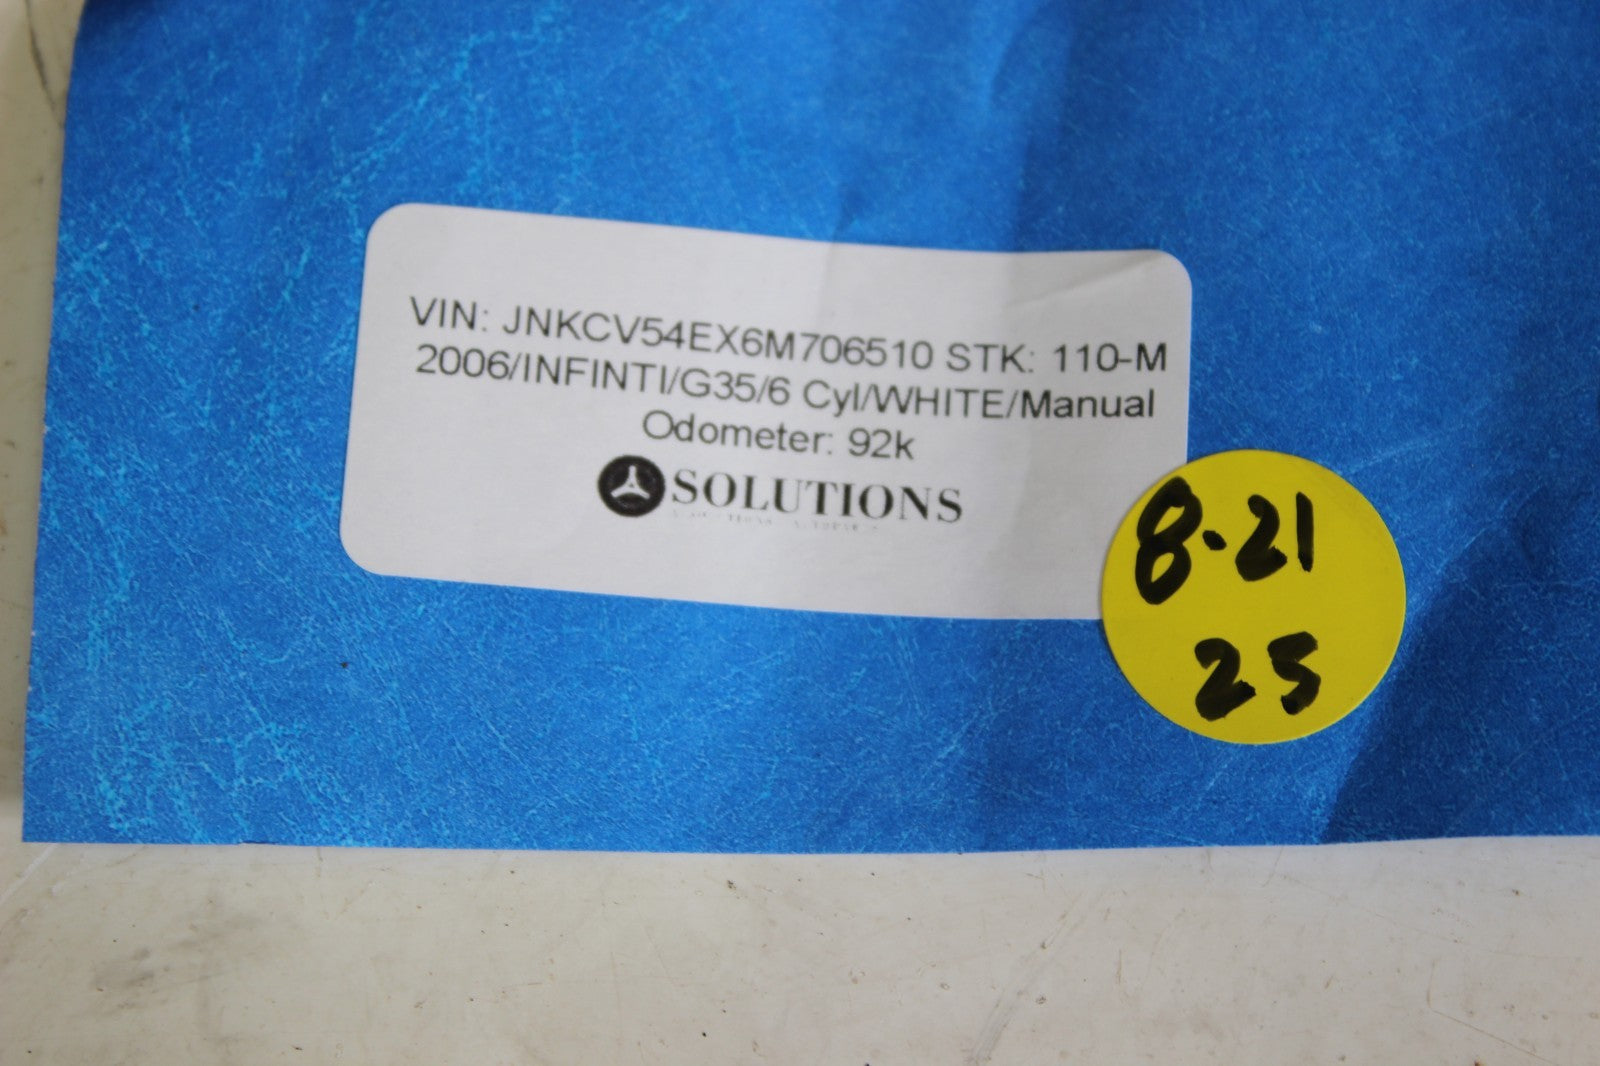 VIN: JNKCV54EX6M706510 STK: 110-M
2006/INFINTI/G35/6 Cyl/WHITE/Manual
Odometer: 92k
SOLUTIONS
8.21
25